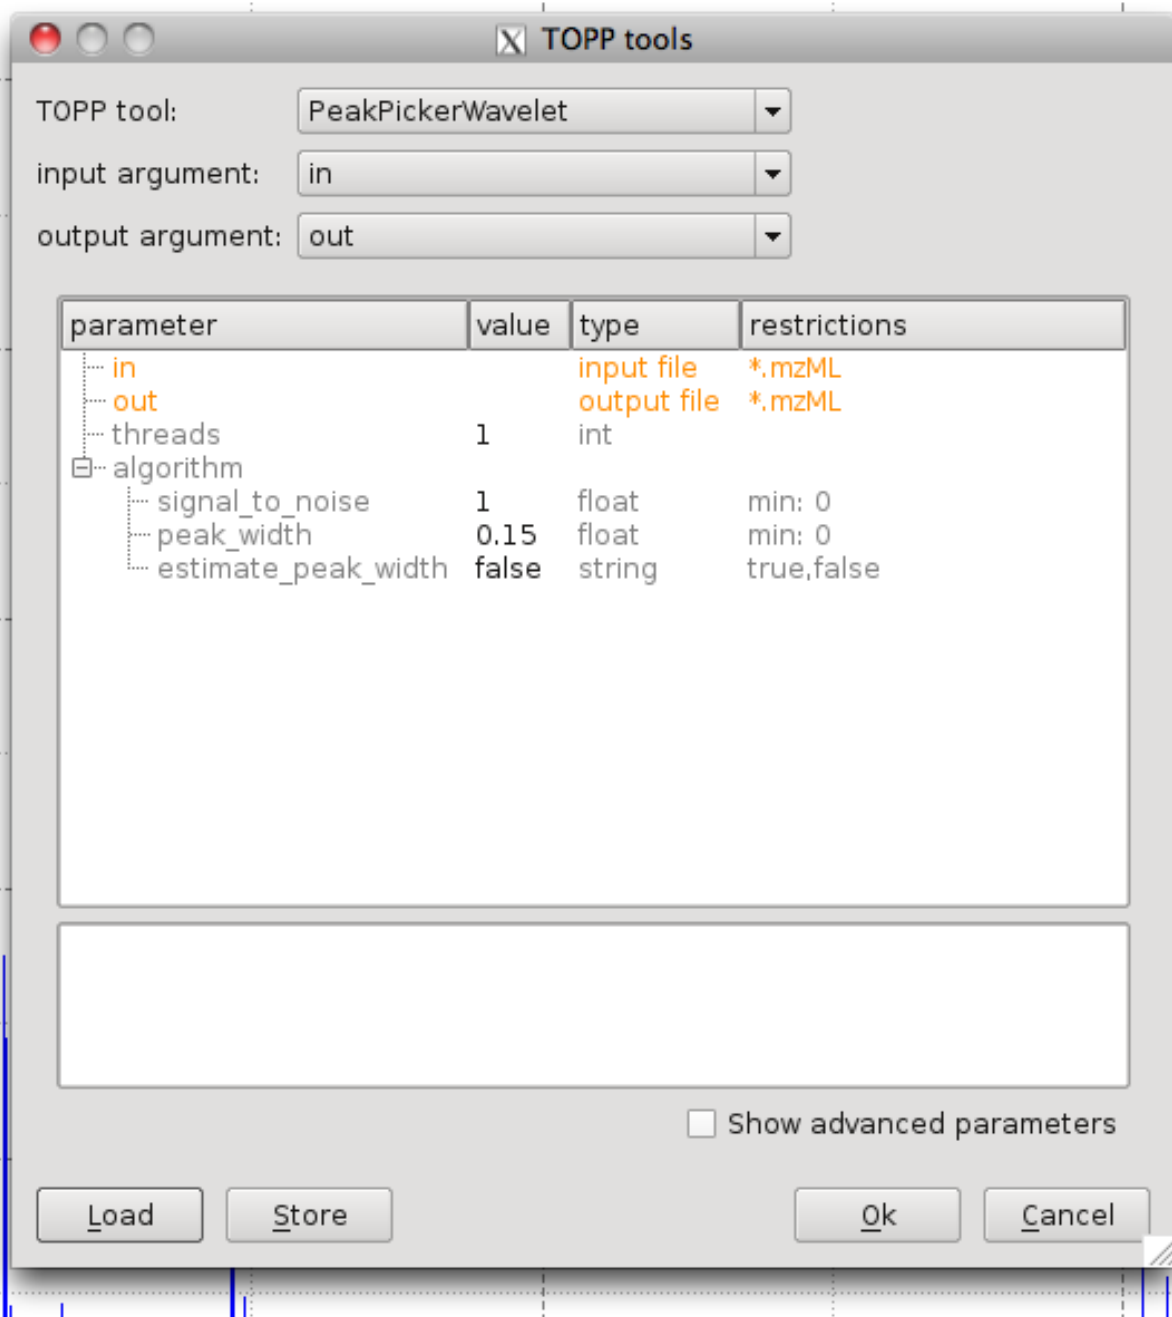 TOPP tools
TOPP tool: PeakPickerWavelet
input argument: in
output argument: out
parameter value type restrictions
in input file *.mzML
out output file *.mzML
threads 1 int
algorithm
signal_to_noise 1 float min: 0
peak_width 0.15 float min: 0
estimate_peak_width false string true,false
Show advanced parameters
Load Store Ok Cancel